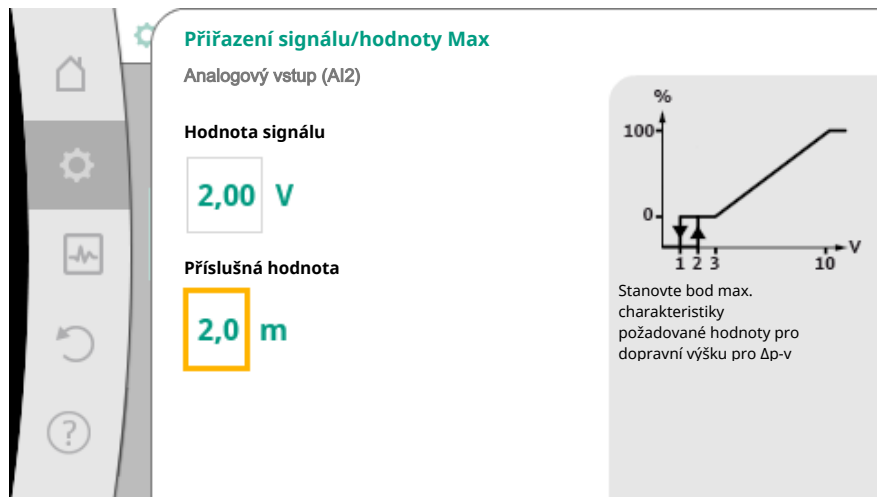 Přiřazení signálu/hodnoty Max
Analogový vstup (AI2)
Hodnota signálu
2,00 V
Příslušná hodnota
2,0 m
%
100
0
1 2 3 10 V
Stanovte bod max.
charakteristiky
požadované hodnoty pro
dopravní výšku pro Δp-v
?